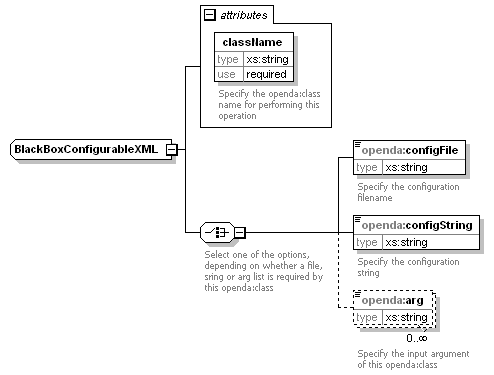 attributes
className
type xs:string
use required
Specify the openda:class
name for performing this
operation
BlackBoxConfigurableXML
openda:configFile
type xs:string
Specify the configuration
filename
Select one of the options,
depending on whether a file,
sring or arg list is required by
this openda:class
openda:configString
type xs:string
Specify the configuration
string
openda:arg
type xs:string
0..∞
Specify the input argument
of this openda:class